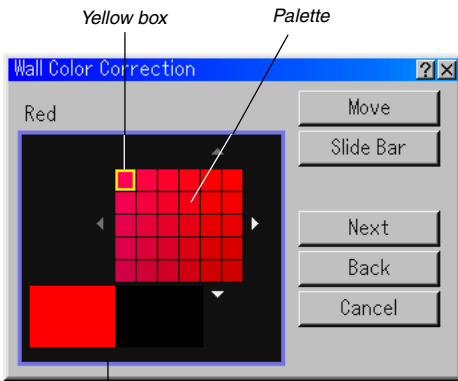 Yellow box
Palette
Wall Color Correction
Red
Move
Slide Bar
Next
Back
Cancel